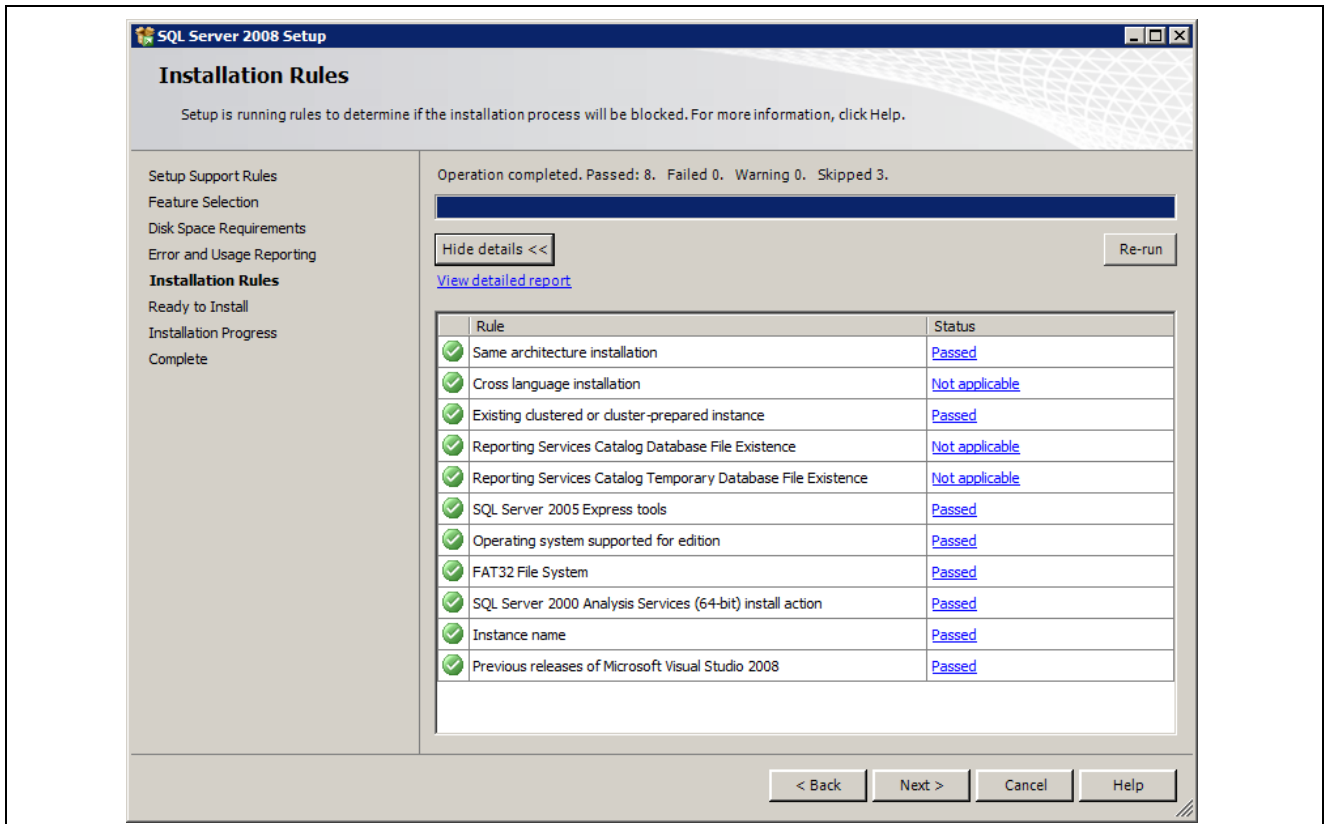 SQL Server 2008 Setup
Installation Rules
Setup is running rules to determine if the installation process will be blocked. For more information, click Help.
Setup Support Rules
Feature Selection
Disk Space Requirements
Error and Usage Reporting
Installation Rules
Ready to Install
Installation Progress
Complete
Operation completed. Passed: 8. Failed 0. Warning 0. Skipped 3.
Hide details <<
Re-run
View detailed report
Rule Status
Same architecture installation Passed
Cross language installation Not applicable
Existing clustered or cluster-prepared instance Passed
Reporting Services Catalog Database File Existence Not applicable
Reporting Services Catalog Temporary Database File Existence Not applicable
SQL Server 2005 Express tools Passed
Operating system supported for edition Passed
FAT32 File System Passed
SQL Server 2000 Analysis Services (64-bit) install action Passed
Instance name Passed
Previous releases of Microsoft Visual Studio 2008 Passed
< Back Next > Cancel Help